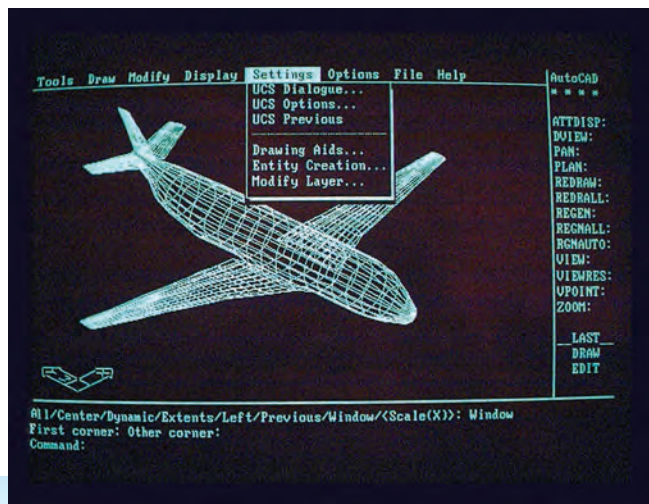 Tools Draw Modify Display Settings Options File Help
UCS Dialogue...
UCS Options...
UCS Previous
Drawing Aids...
Entity Creation...
Modify Layer...
AutoCAD
* * * *
ATTDISP:
DVIEW:
PAN:
PLAN:
REDRAW:
REDRALL:
REGEN:
REGNALL:
RGNAUTO:
VIEW:
VIEWRES:
VPOINT:
ZOOM:
__LAST__
DRAW
EDIT
All/Center/Dynamic/Extents/Left/Previous/Window/<Scale(X)>: Window
First corner: Other corner:
Command: